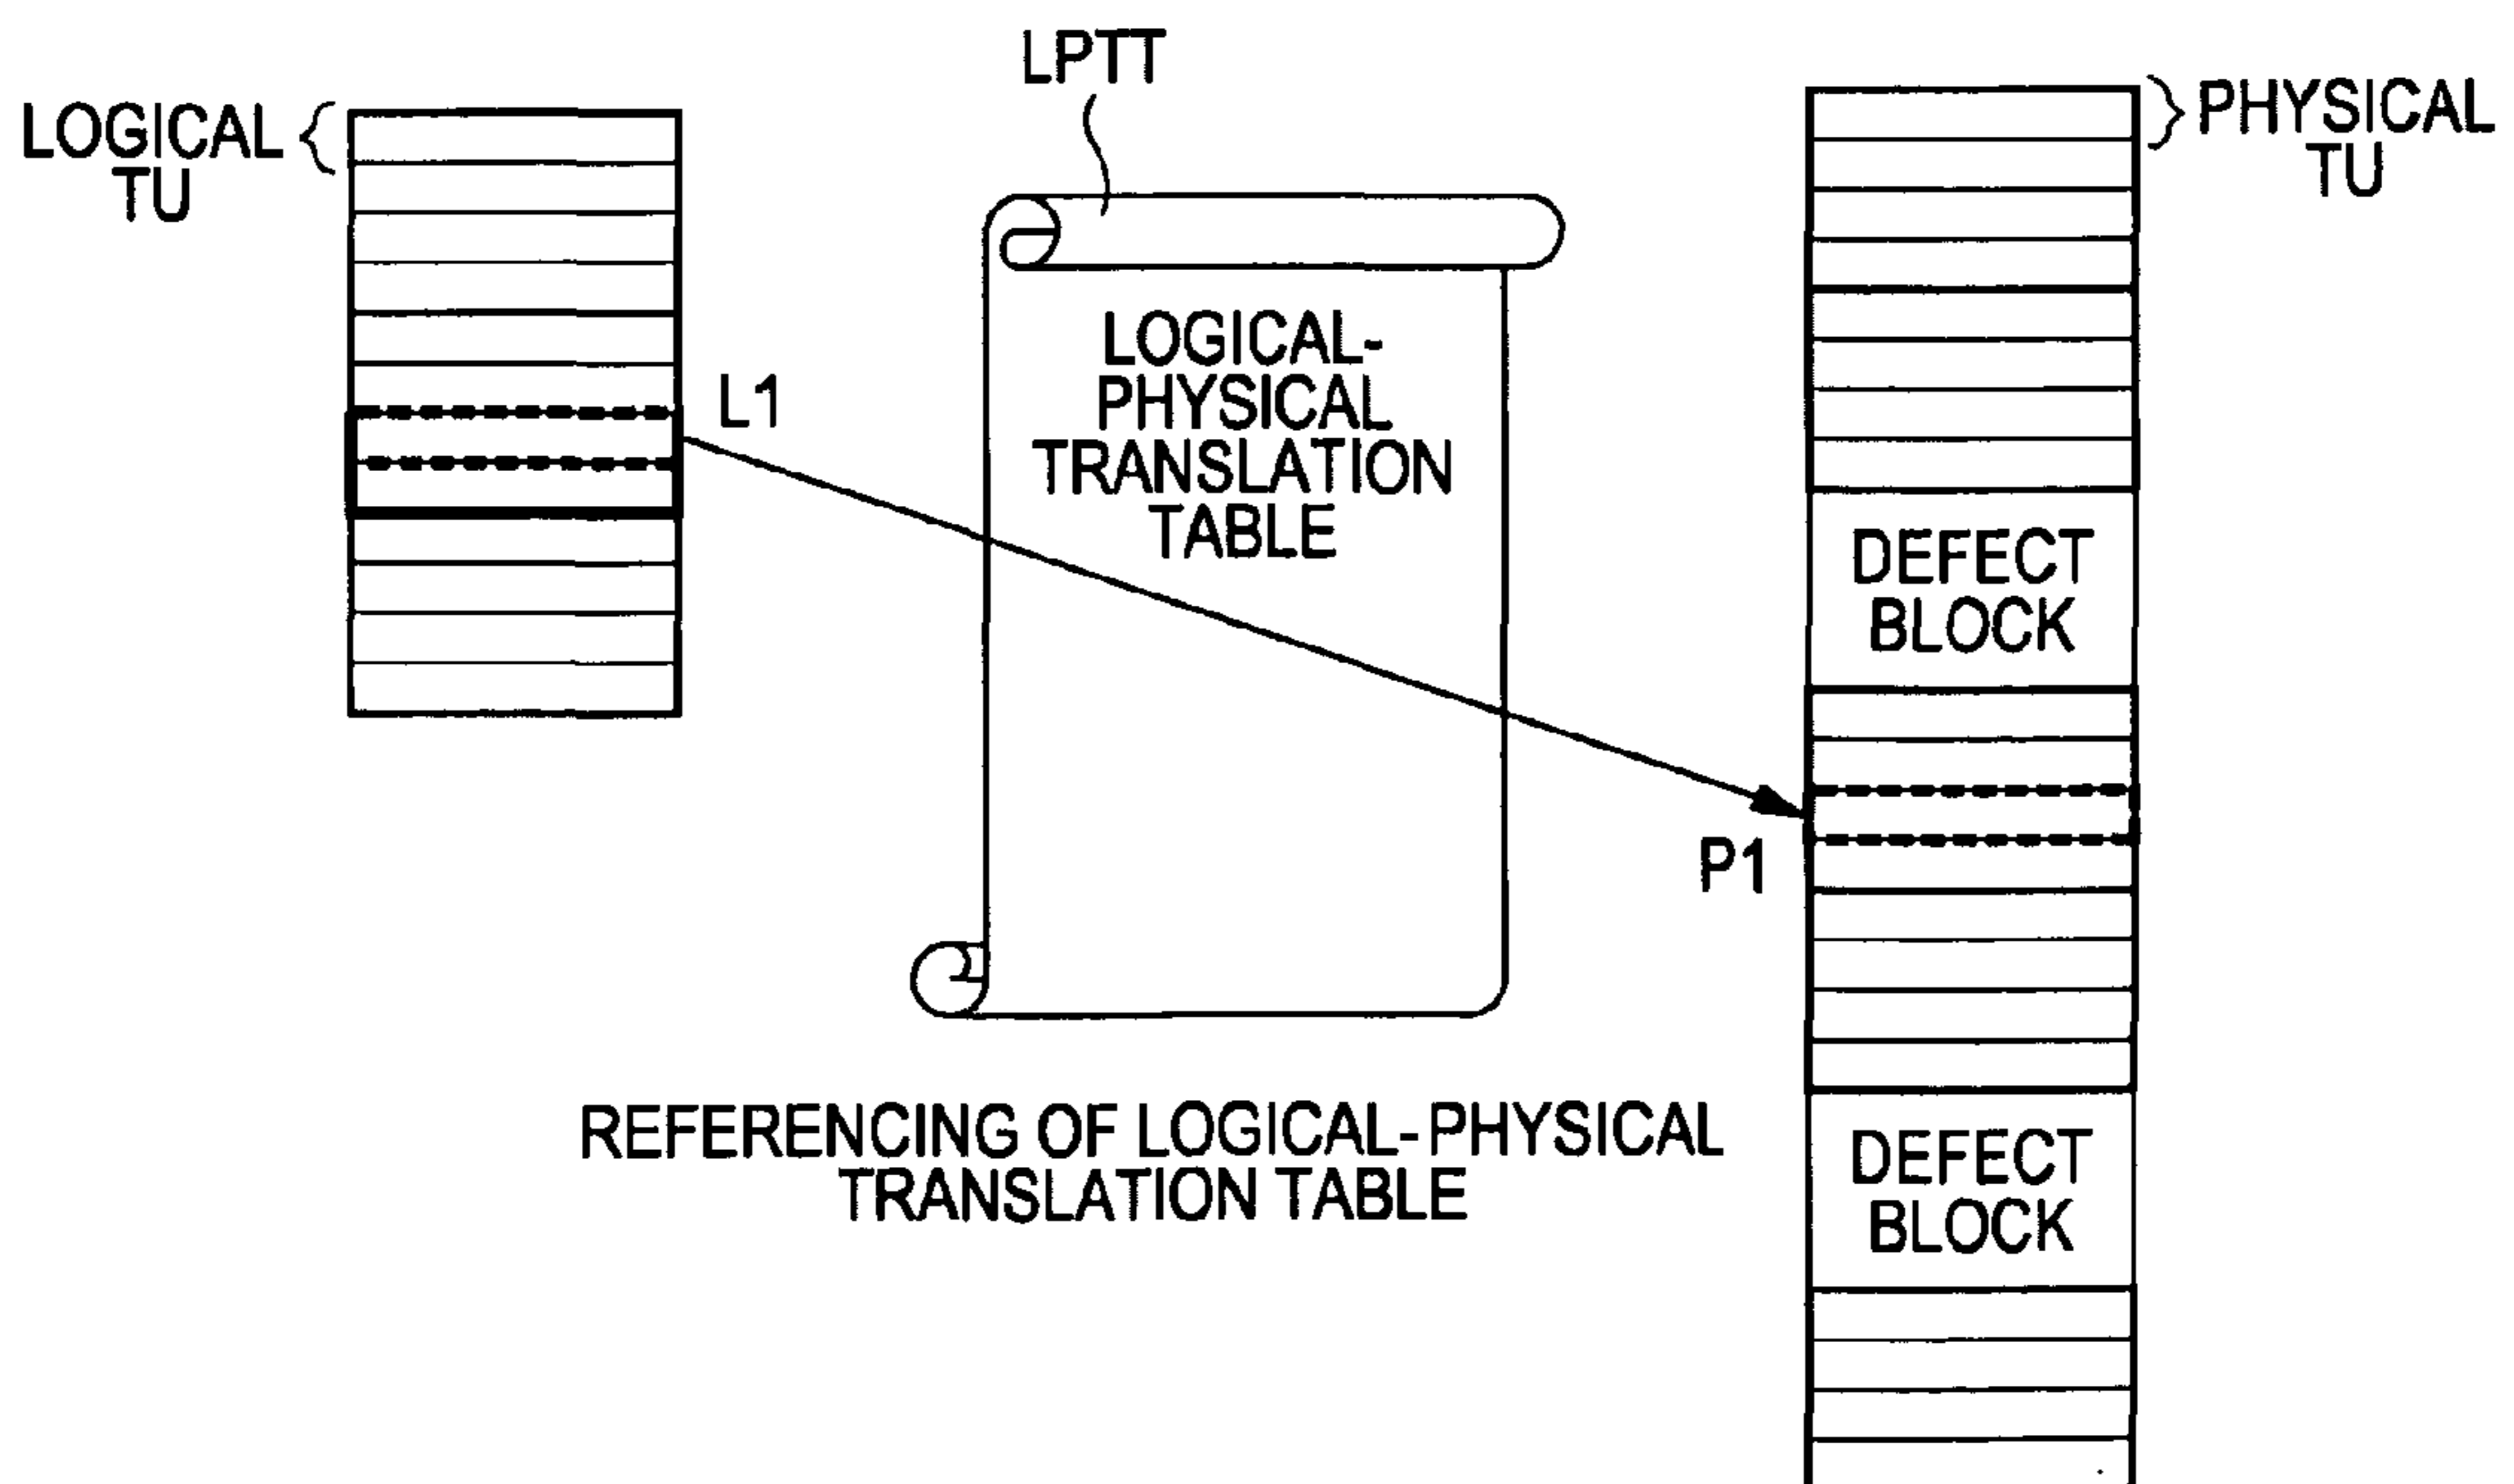 LPTT
LOGICAL
TU
PHYSICAL
TU
LOGICAL-
PHYSICAL
TRANSLATION
TABLE
L1
DEFECT
BLOCK
P1
REFERENCING OF LOGICAL-PHYSICAL
TRANSLATION TABLE
DEFECT
BLOCK